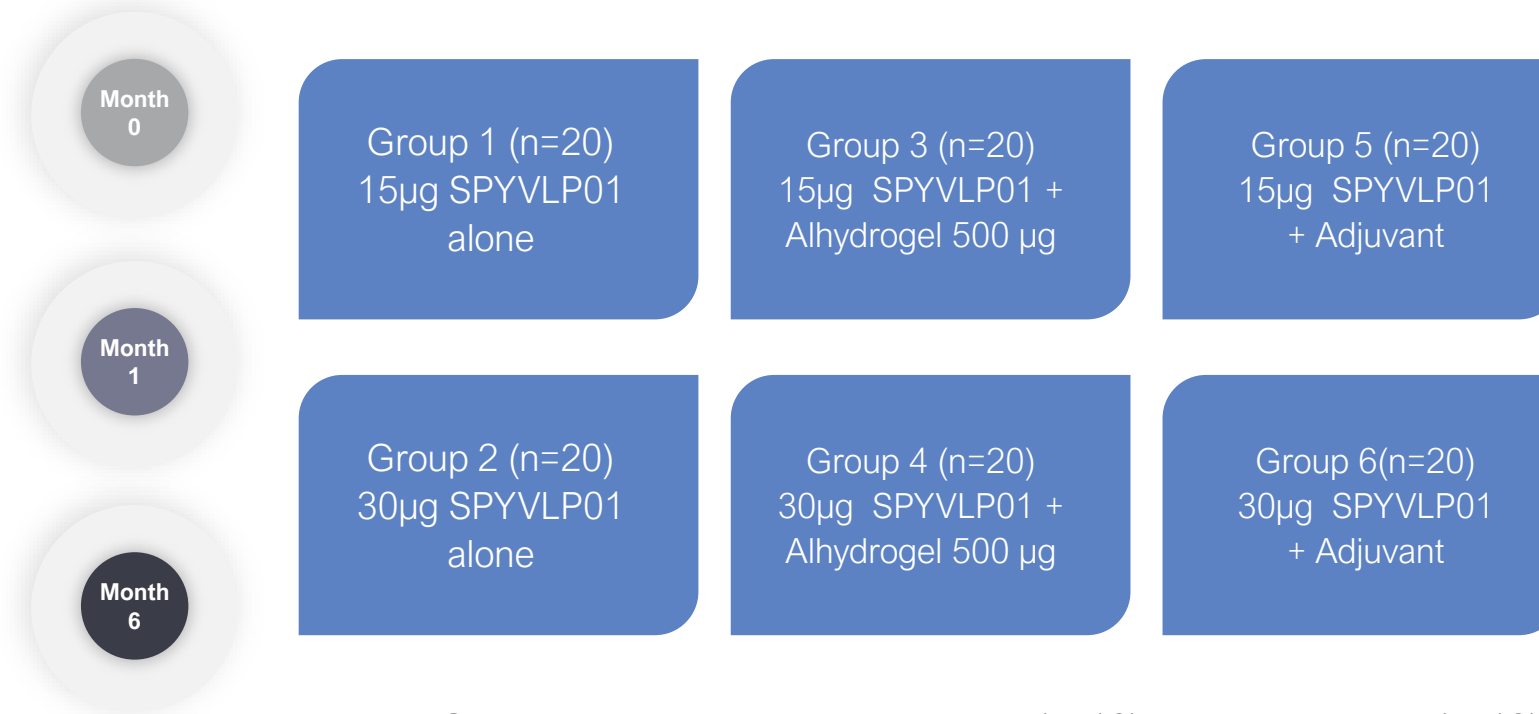 Month
0
Month
1
Month
6
Group 1 (n=20)
15µg SPYVLP01
alone
Group 3 (n=20)
15µg  SPYVLP01 +
Alhydrogel 500 µg
Group 5 (n=20)
15µg  SPYVLP01
+ Adjuvant
Group 2 (n=20)
30µg SPYVLP01
alone
Group 4 (n=20)
30µg  SPYVLP01 +
Alhydrogel 500 µg
Group 6(n=20)
30µg  SPYVLP01
+ Adjuvant